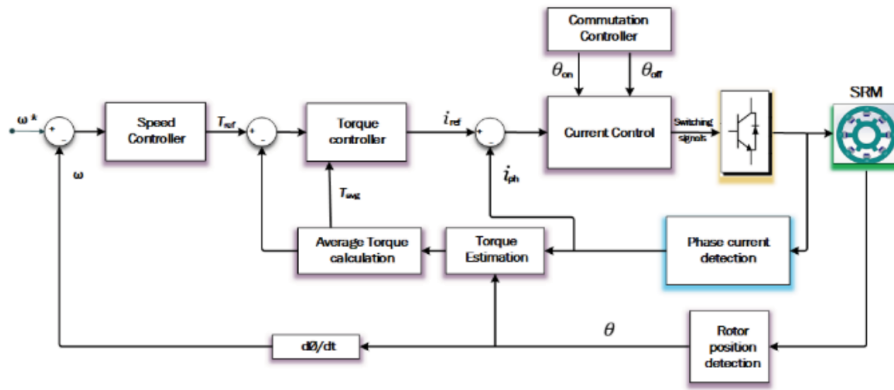 Commutation
Controller
θon
θoff
SRM
ω*
+
-
Speed
Controller
Tref
+
-
Torque
controller
iref
+
-
Current Control
Switching
signals
ω
iph
Tavg
Average Torque
calculation
Torque
Estimation
Phase current
detection
dØ/dt
θ
Rotor
position
detection